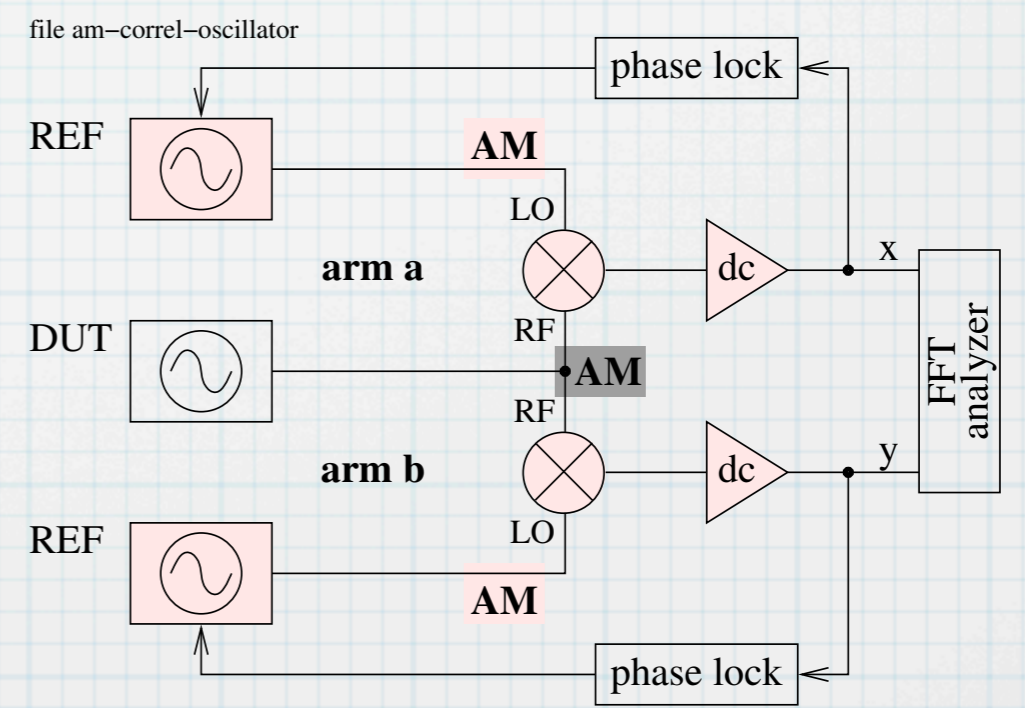 file am−correl−oscillator
phase lock
REF
AM
LO
arm a
dc
x
RF
DUT
AM
FFT
analyzer
RF
arm b
dc
y
LO
REF
AM
phase lock